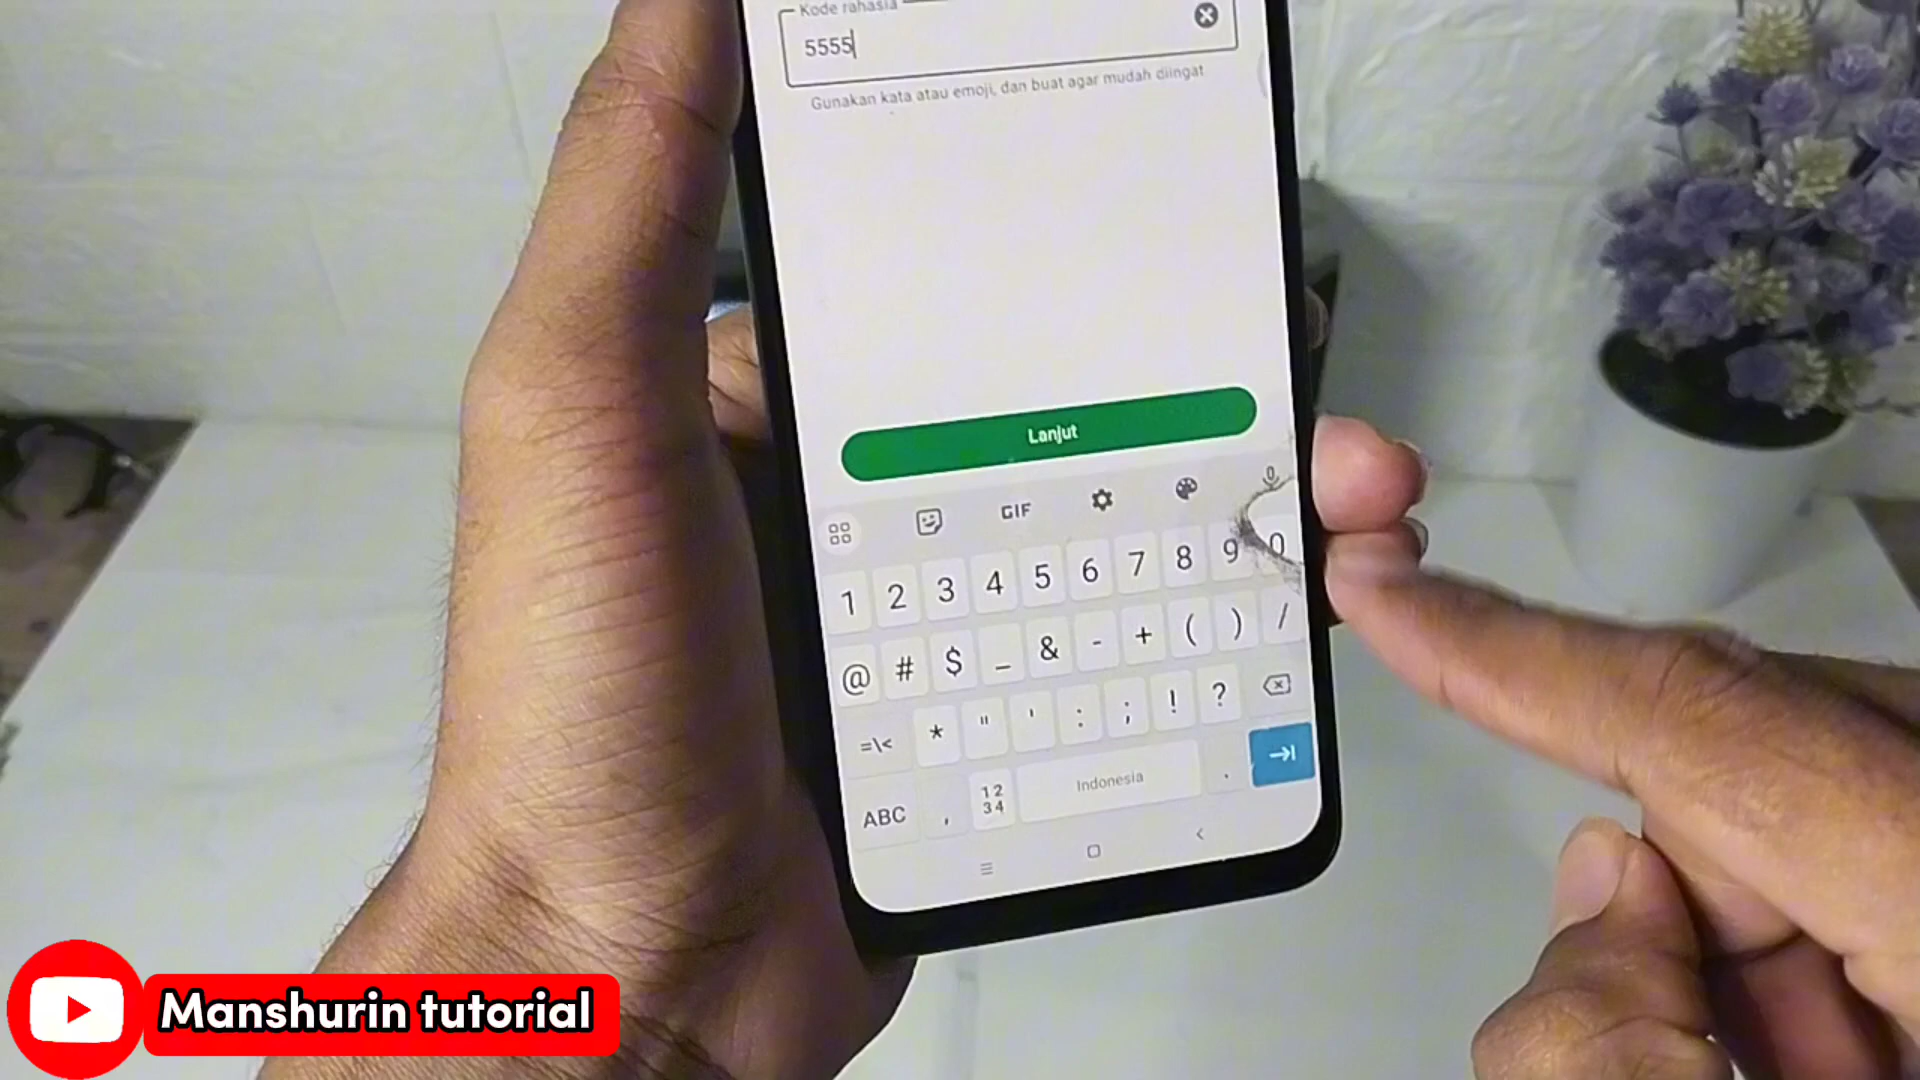 Kode rahasia
5555
Gunakan kata atau emoji, dan buat agar mudah diingat
Lanjut
GIF
1 2 3 4 5 6 7 8 9 0
@ # $ _ & - + ( ) /
=\< * " ' : ; ! ?
ABC , 12 34 Indonesia .
Manshurin tutorial